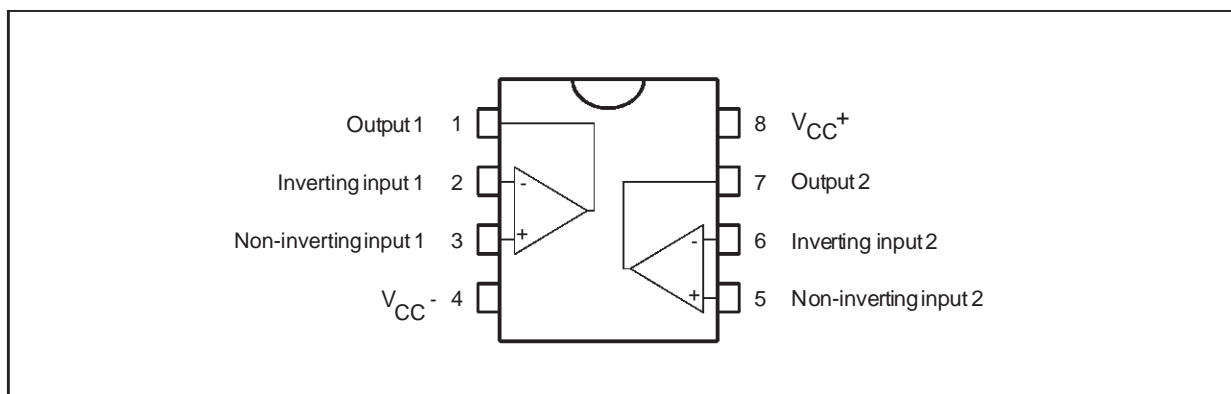 Output 1 1
Inverting input 1 2
Non-inverting input 1 3
VCC - 4
- +
8 VCC+
7 Output 2
6 Inverting input 2
5 Non-inverting input 2
- +